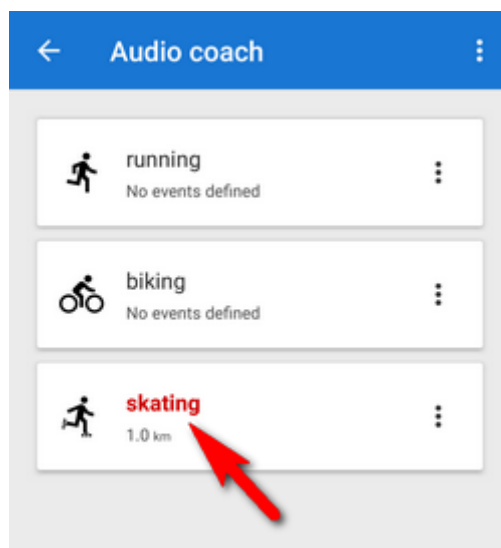 Audio coach
running
No events defined
biking
No events defined
skating
1.0 km